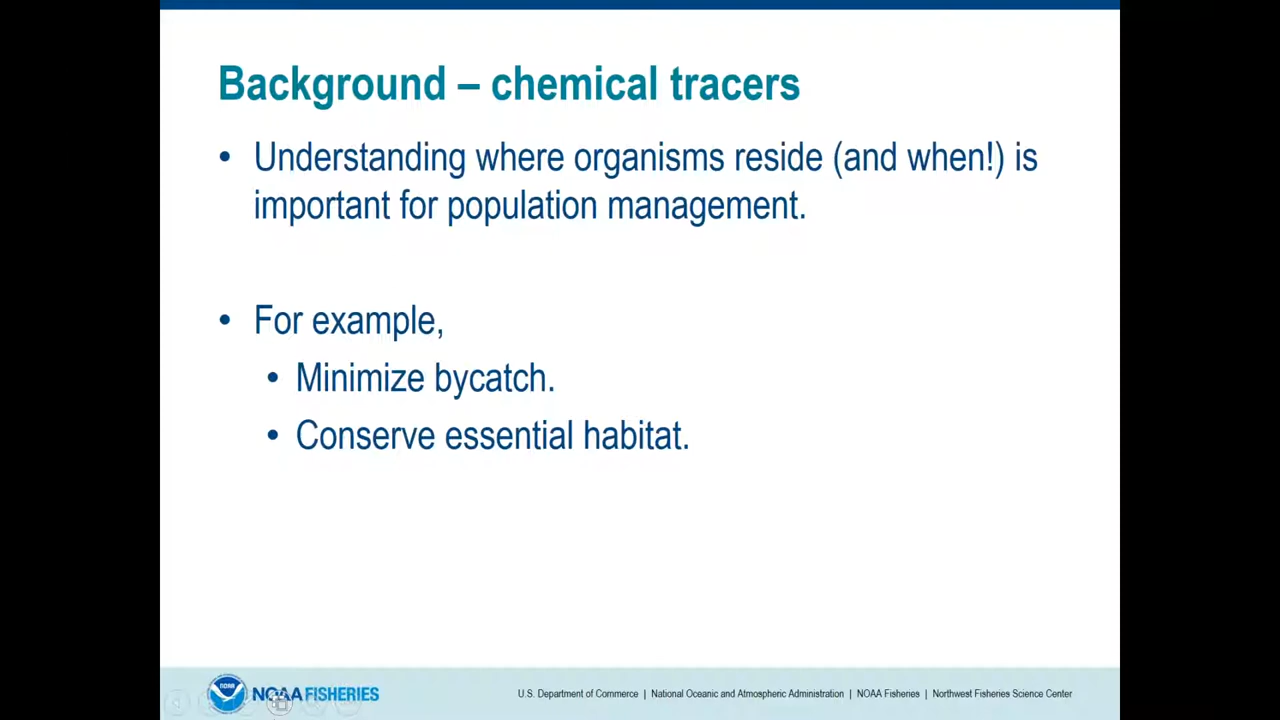 Background – chemical tracers
• Understanding where organisms reside (and when!) is
important for population management.
• For example,
• Minimize bycatch.
• Conserve essential habitat.
NOAA
NOAA FISHERIES
U.S. Department of Commerce | National Oceanic and Atmospheric Administration | NOAA Fisheries | Northwest Fisheries Science Center